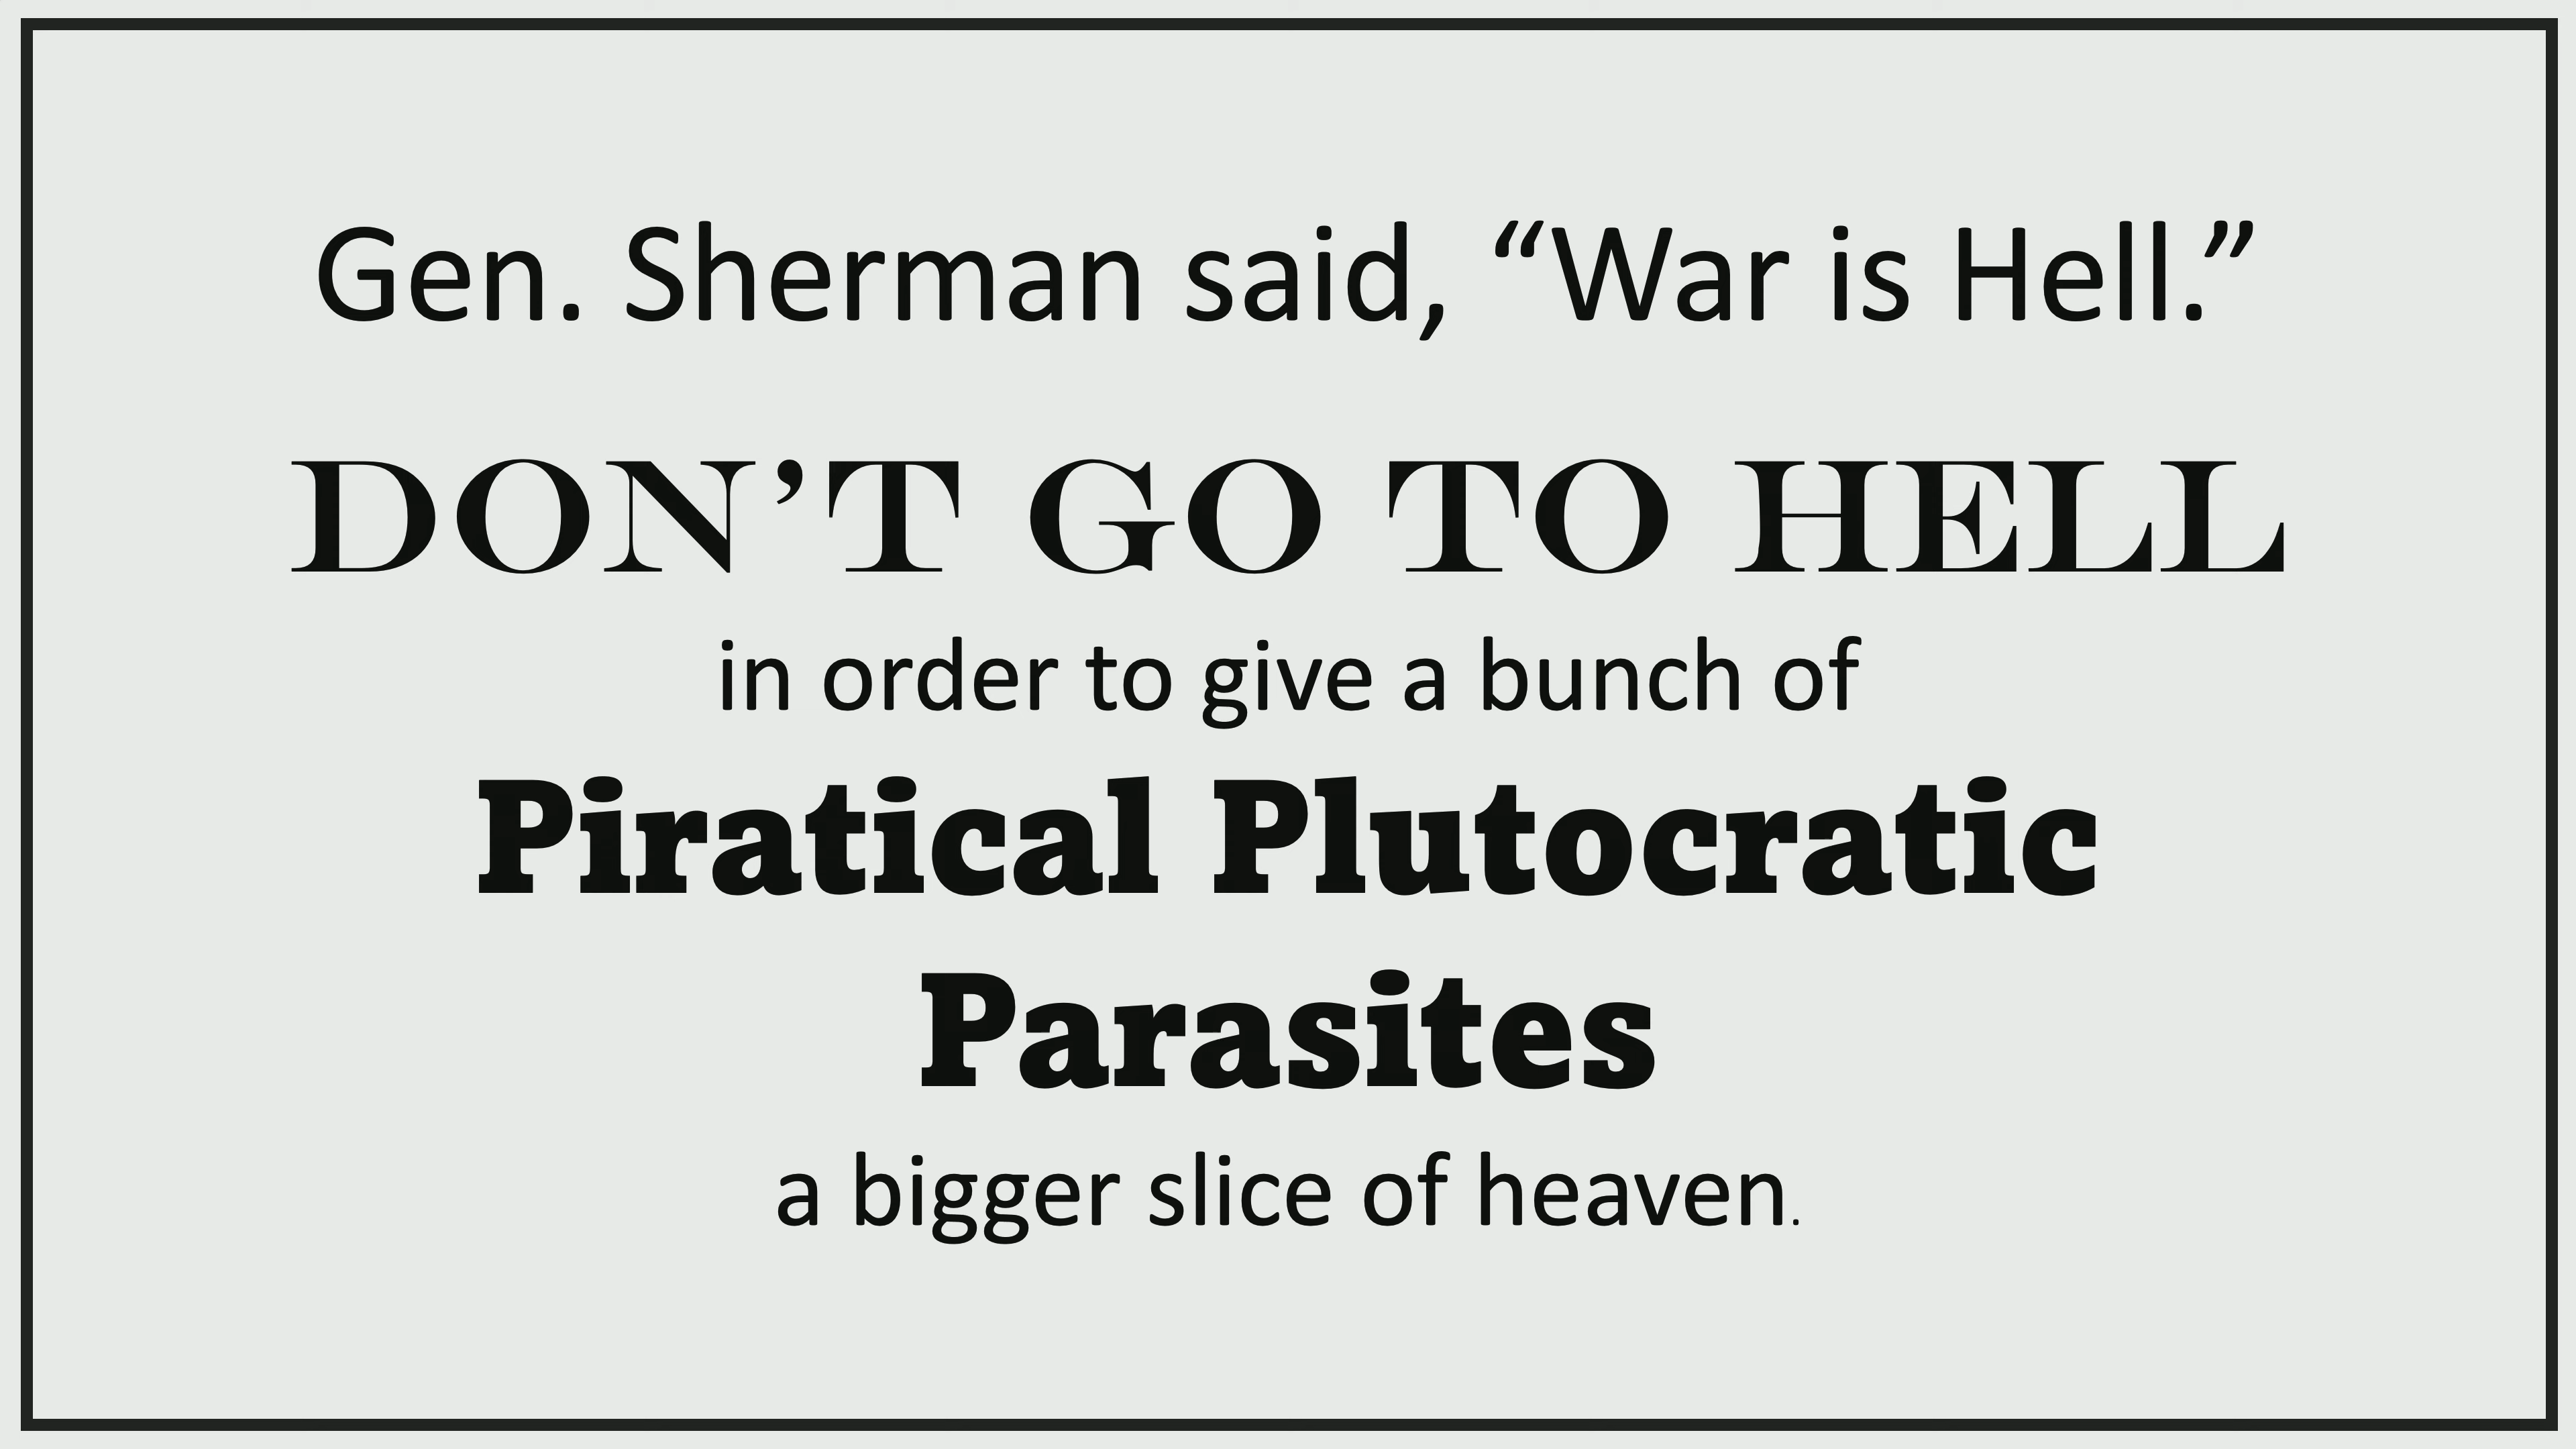 Gen. Sherman said, “War is Hell.”
DON’T GO TO HELL
in order to give a bunch of
Piratical Plutocratic
Parasites
a bigger slice of heaven.